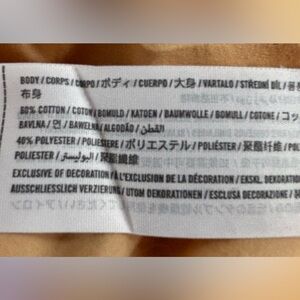 BODY / CORPS / CORPO / ボディ / CUERPO / 大身 / VARTALO / STŘEDNÍ DÍL /
布身
60% COTTON / COTON / BOMULD / KATOEN / BAUMWOLLE / BOMULL / COTONE / コッ
BAVLNA / 면 / BAWEŁNA / ALGODÃO / القطن
40% POLYESTER / POLIESTERE / ポリエステル / POLIÉSTER / 聚酯纤维 /
POLIESTER / البوليستر / 聚酯纖維
EXCLUSIVE OF DECORATION / A L'EXCLUSION DE LA DÉCORATION / EKSKL. DEKORATION
AUSSCHLIESSLICH VERZIERUNG / UTOM DEKORATIONEN / ESCLUSA DECORAZIONE /